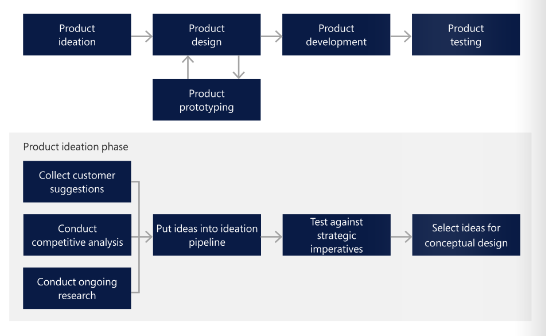 Product
ideation
Product
design
Product
development
Product
testing
Product
prototyping
Product ideation phase
Collect customer
suggestions
Conduct
competitive analysis
Conduct ongoing
research
Put ideas into ideation
pipeline
Test against
strategic
imperatives
Select ideas for
conceptual design